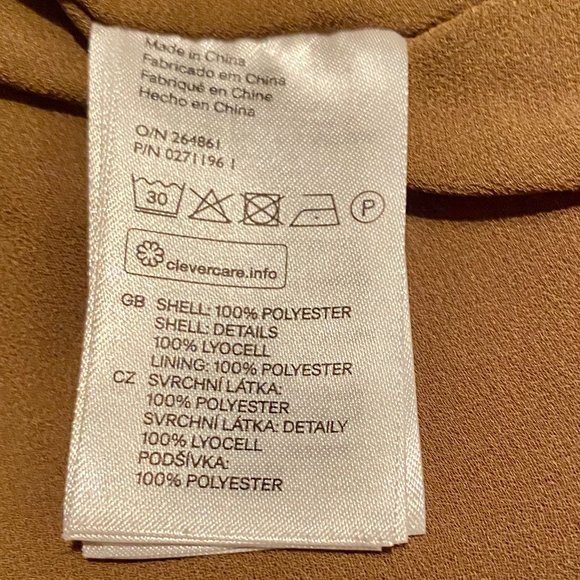 Made in China
Fabricado em China
Fabriqué en Chine
Hecho en China
O/N 264861
P/N 0271196 1
30 P
clevercare.info
GB SHELL: 100% POLYESTER
SHELL: DETAILS
100% LYOCELL
LINING: 100% POLYESTER
CZ SVRCHNÍ LÁTKA:
100% POLYESTER
SVRCHNÍ LÁTKA: DETAILY
100% LYOCELL
PODŠÍVKA:
100% POLYESTER